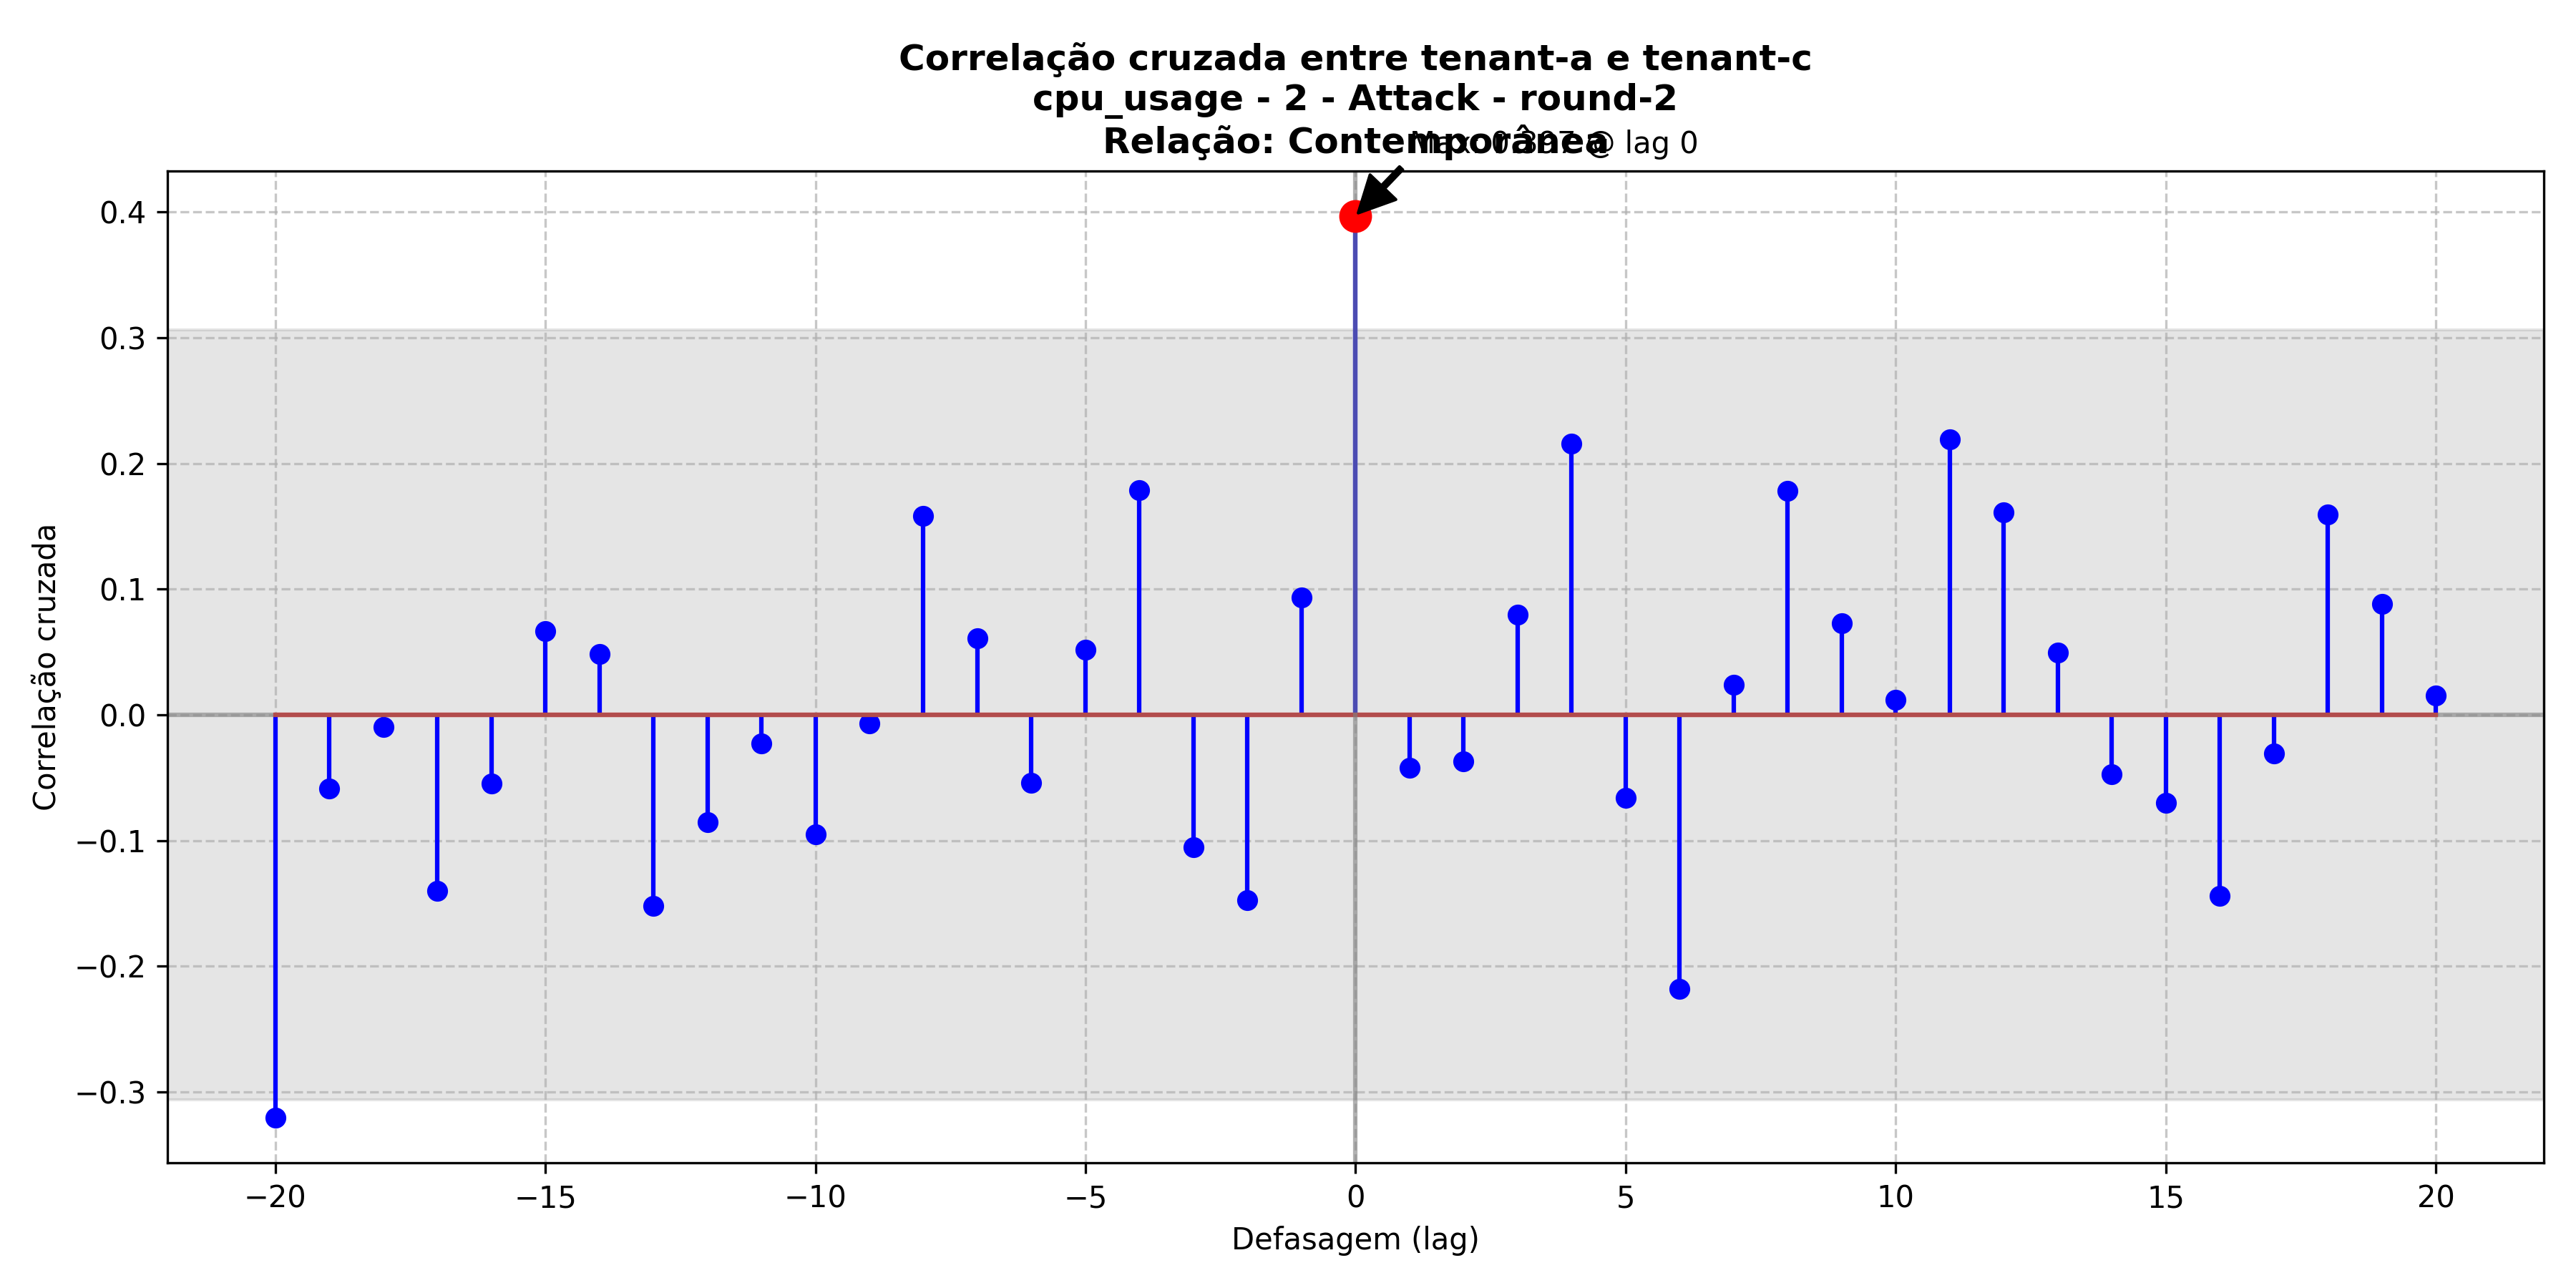 Correlação cruzada entre tenant-a e tenant-c
cpu_usage - 2 - Attack - round-2
Relação: Contemporânea
Max: 0.397 @ lag 0
0.4
0.3
0.2
0.1
0.0
−0.1
−0.2
−0.3
Correlação cruzada
−20 −15 −10 −5 0 5 10 15 20
Defasagem (lag)